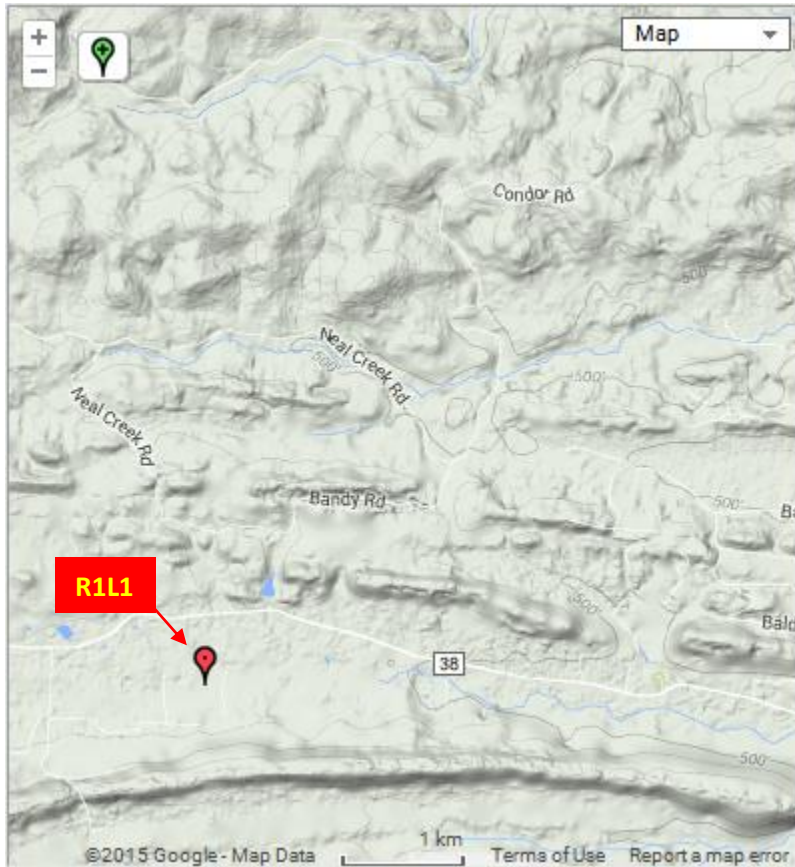 +
−
Map
Condor Rd
500'
Neal Creek Rd
500'
500'
Neal Creek Rd
Bandy Rd
500'
Ba
R1L1
500'
Bald
38
500'
1 km
©2015 Google - Map Data
Terms of Use
Report a map error